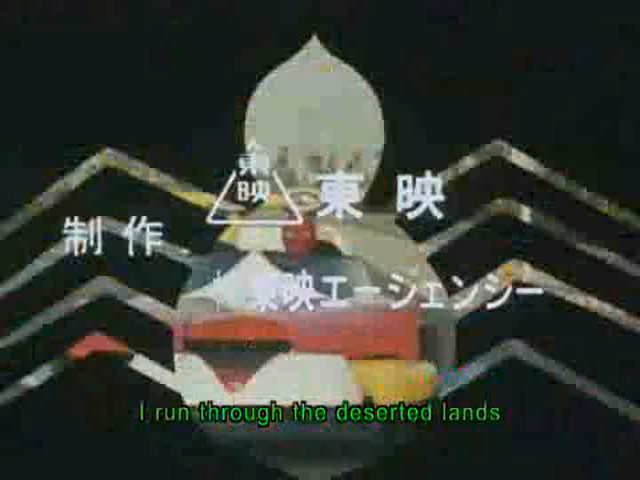 東
映
東映
制作
東映エージェンシー
I run through the deserted lands